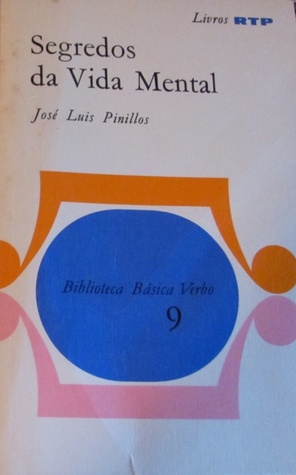 Livros RTP
Segredos
da Vida Mental
José Luis Pinillos
Biblioteca Básica Verbo
9